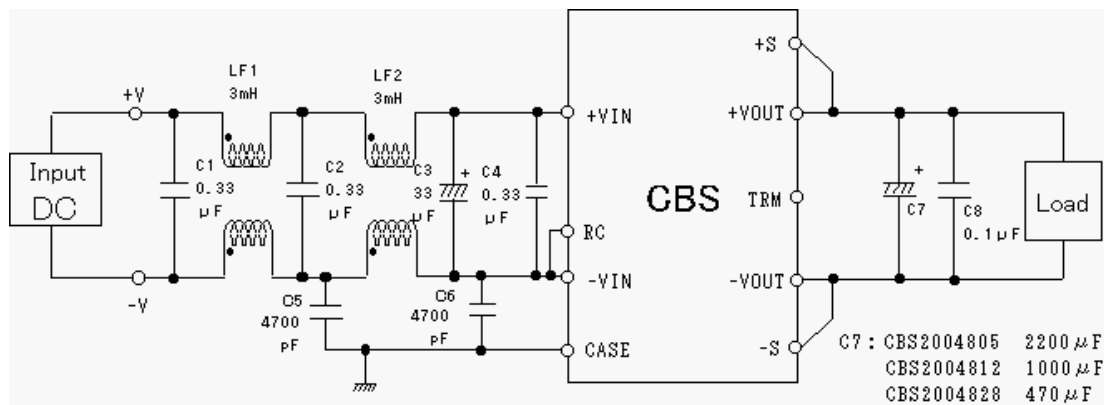 +S
LF1
3mH
LF2
3mH
+V
+VIN
+VOUT
Input
DC
C1
0.33
μF
C2
0.33
μF
C3
33
μF
+
C4
0.33
μF
CBS
TRM
+
C7
C8
0.1μF
Load
RC
-V
-VIN
-VOUT
C5
4700
pF
C6
4700
pF
CASE
-S
C7:CBS2004805 2200μF
CBS2004812 1000μF
CBS2004828 470μF